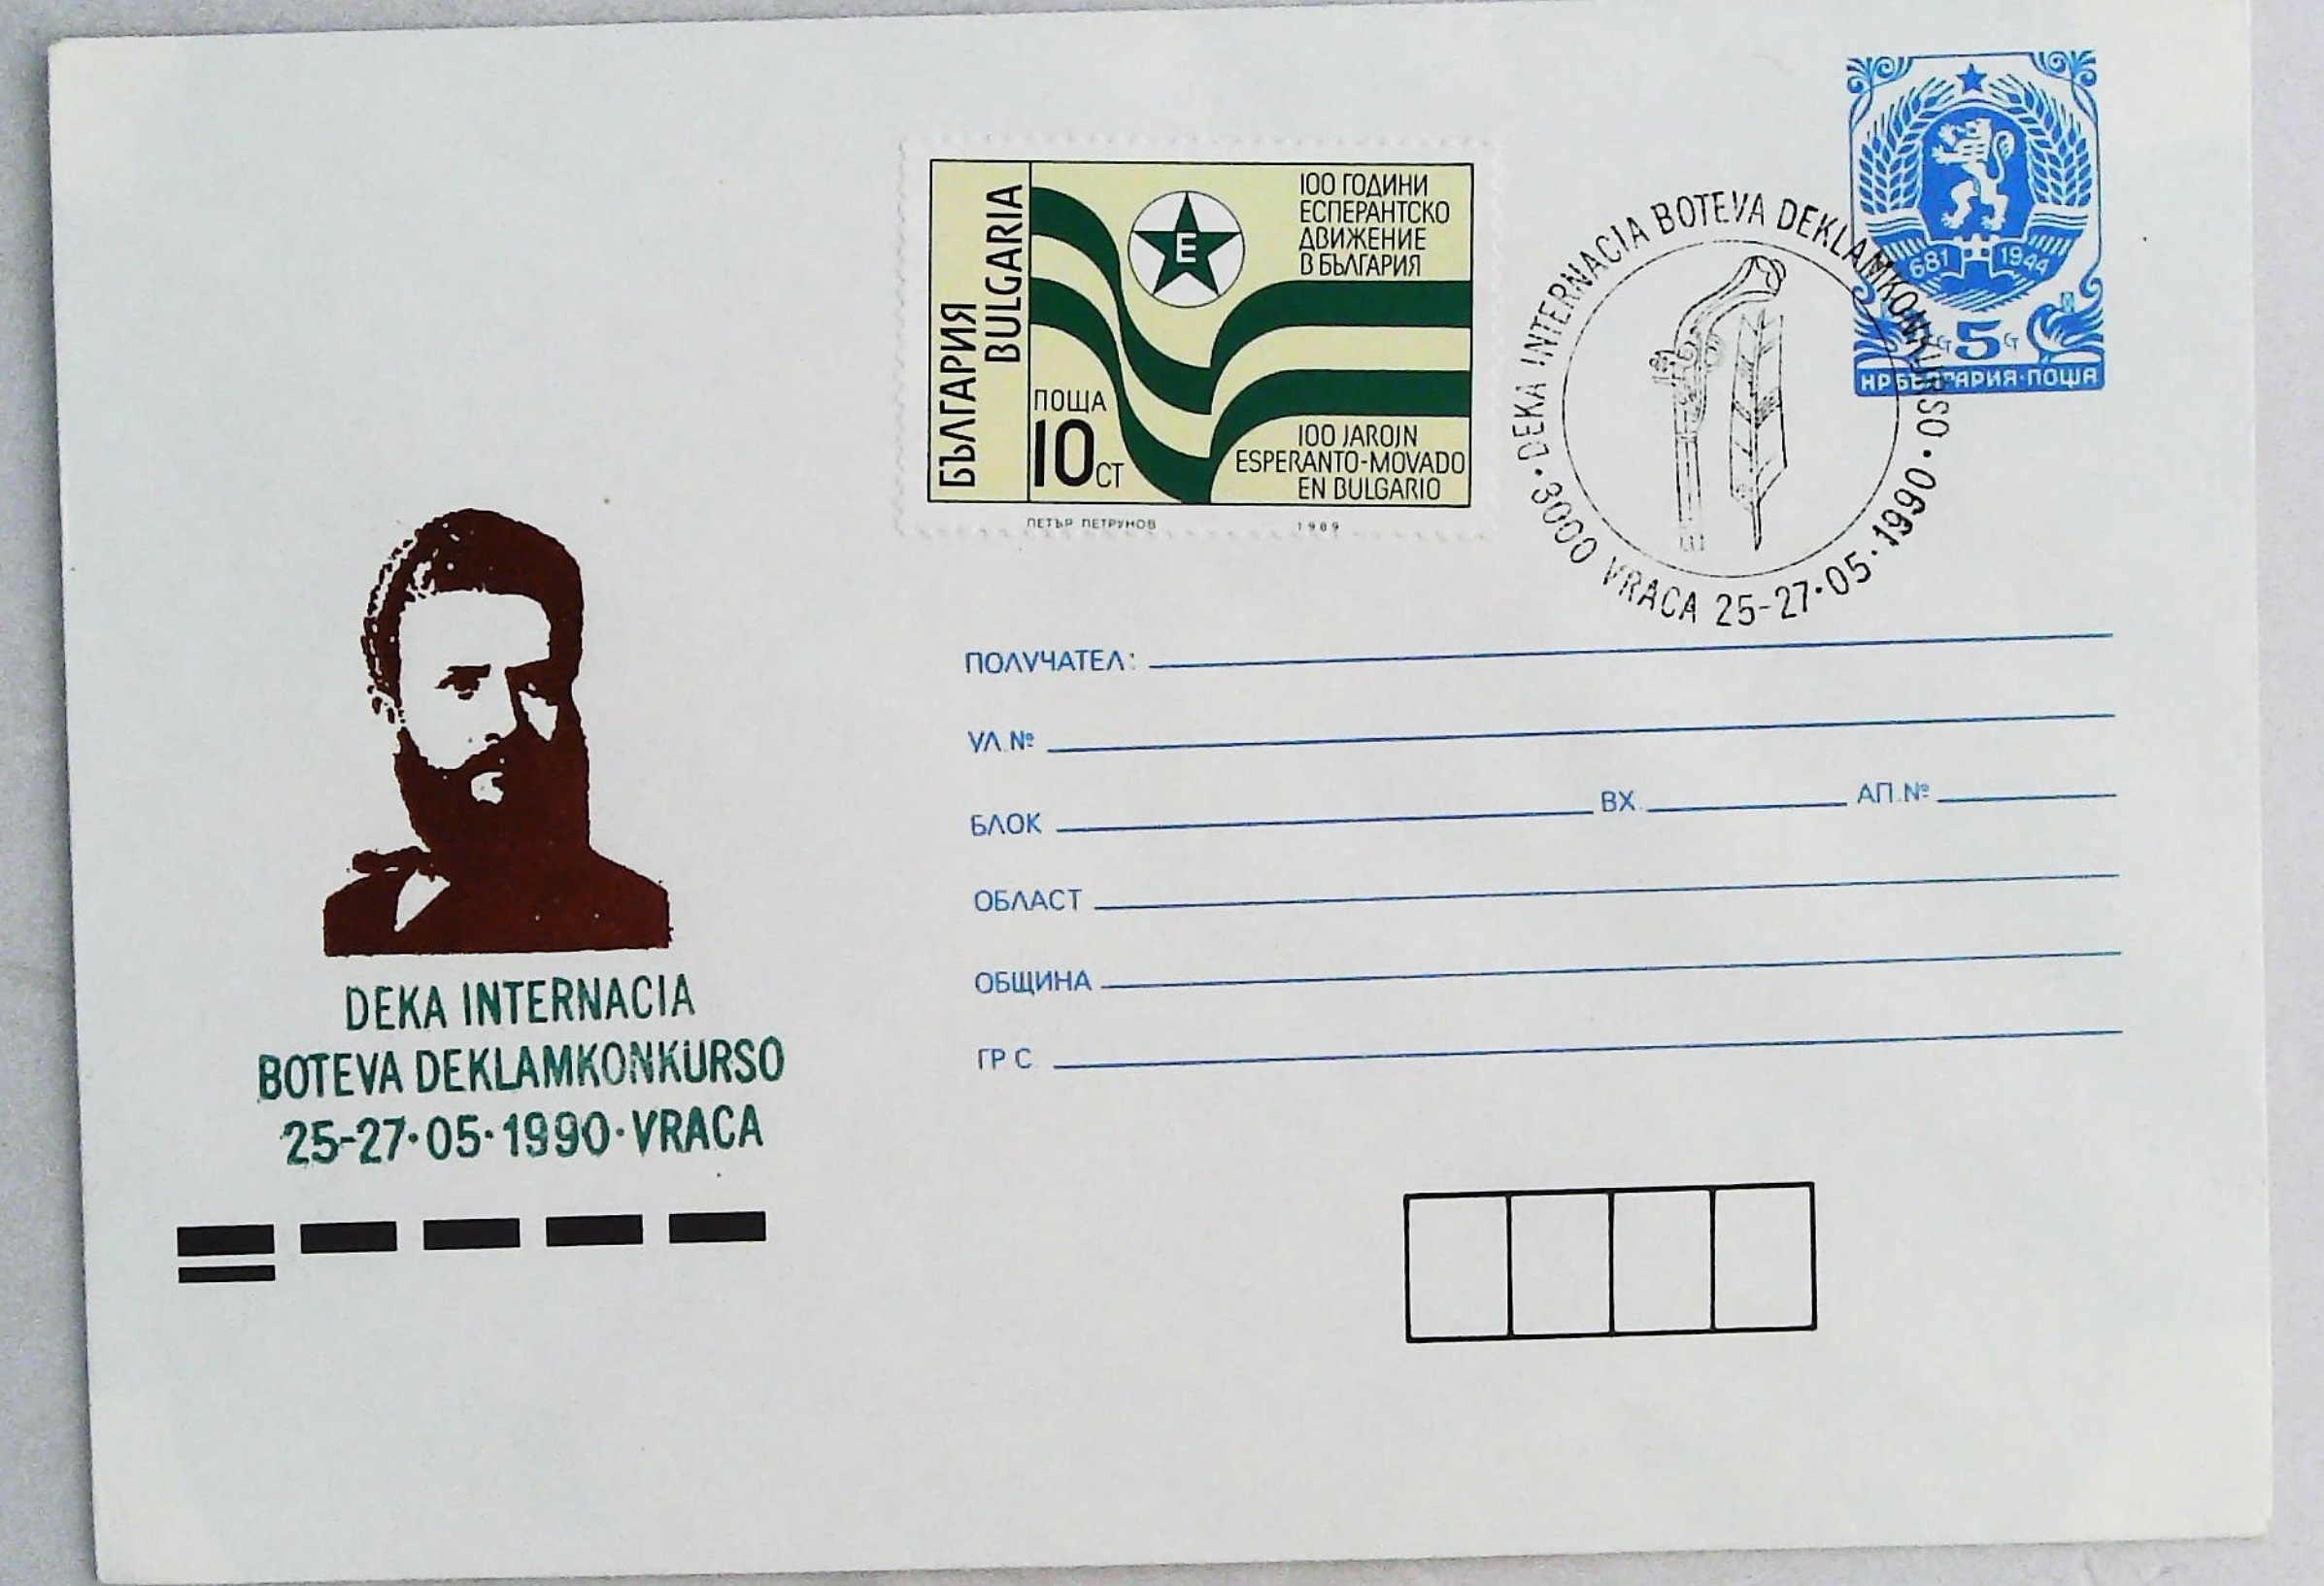 БЪЛГАРИЯ
BULGARIA
E
100 ГОДИНИ
ЕСПЕРАНТСКО
ДВИЖЕНИЕ
В БЪЛГАРИЯ
ПОЩА
10 СТ
100 JAROJN
ESPERANTO-MOVADO
EN BULGARIO
ПЕТЪР ПЕТРУНОВ 1989
681 1944
СТ 5 СТ
НР БЪЛГАРИЯ·ПОЩА
·DEKA INTERNACIA BOTEVA DEKLAMKONKURSO·
3000 VRACA 25-27·05·1990
ПОЛУЧАТЕЛ:
УЛ. №
БЛОК ВХ. АП. №
ОБЛАСТ
ОБЩИНА
ГР С
DEKA INTERNACIA
BOTEVA DEKLAMKONKURSO
25-27·05·1990·VRACA